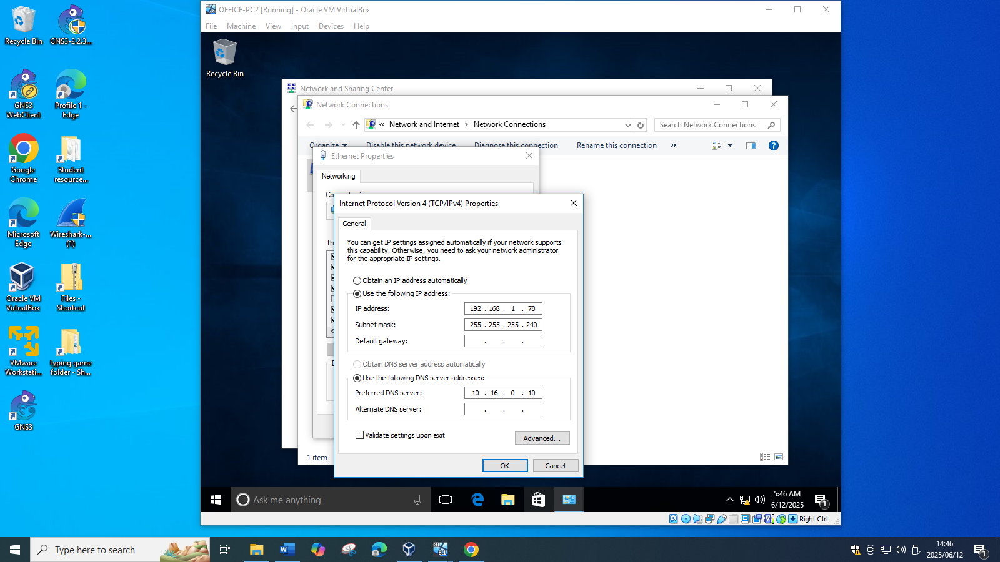 Recycle Bin
GNS3-2.2.3...
GNS3
WebClient
Profile 1 -
Edge
Google
Chrome
Student
resource...
Microsoft
Edge
Wireshark-...
(1)
Oracle VM
VirtualBox
Files -
Shortcut
VMware
Workstati...
typing game
folder - Sh...
GNS3
OFFICE-PC2 [Running] - Oracle VM VirtualBox
File Machine View Input Devices Help
Recycle Bin
Network and Sharing Center
Network Connections
« Network and Internet › Network Connections
Search Network Connections
Organize Disable this network device Diagnose this connection Rename this connection »
Ethernet Properties
Networking
Internet Protocol Version 4 (TCP/IPv4) Properties
General
You can get IP settings assigned automatically if your network supports
this capability. Otherwise, you need to ask your network administrator
for the appropriate IP settings.
Obtain an IP address automatically
Use the following IP address:
IP address: 192 . 168 . 1 . 78
Subnet mask: 255 . 255 . 255 . 240
Default gateway: . . .
Obtain DNS server address automatically
Use the following DNS server addresses:
Preferred DNS server: 10 . 16 . 0 . 10
Alternate DNS server: . . .
Validate settings upon exit
Advanced...
OK Cancel
1 item
Ask me anything
5:46 AM
6/12/2025
1
Right Ctrl
Type here to search
14:46
2025/06/12
1